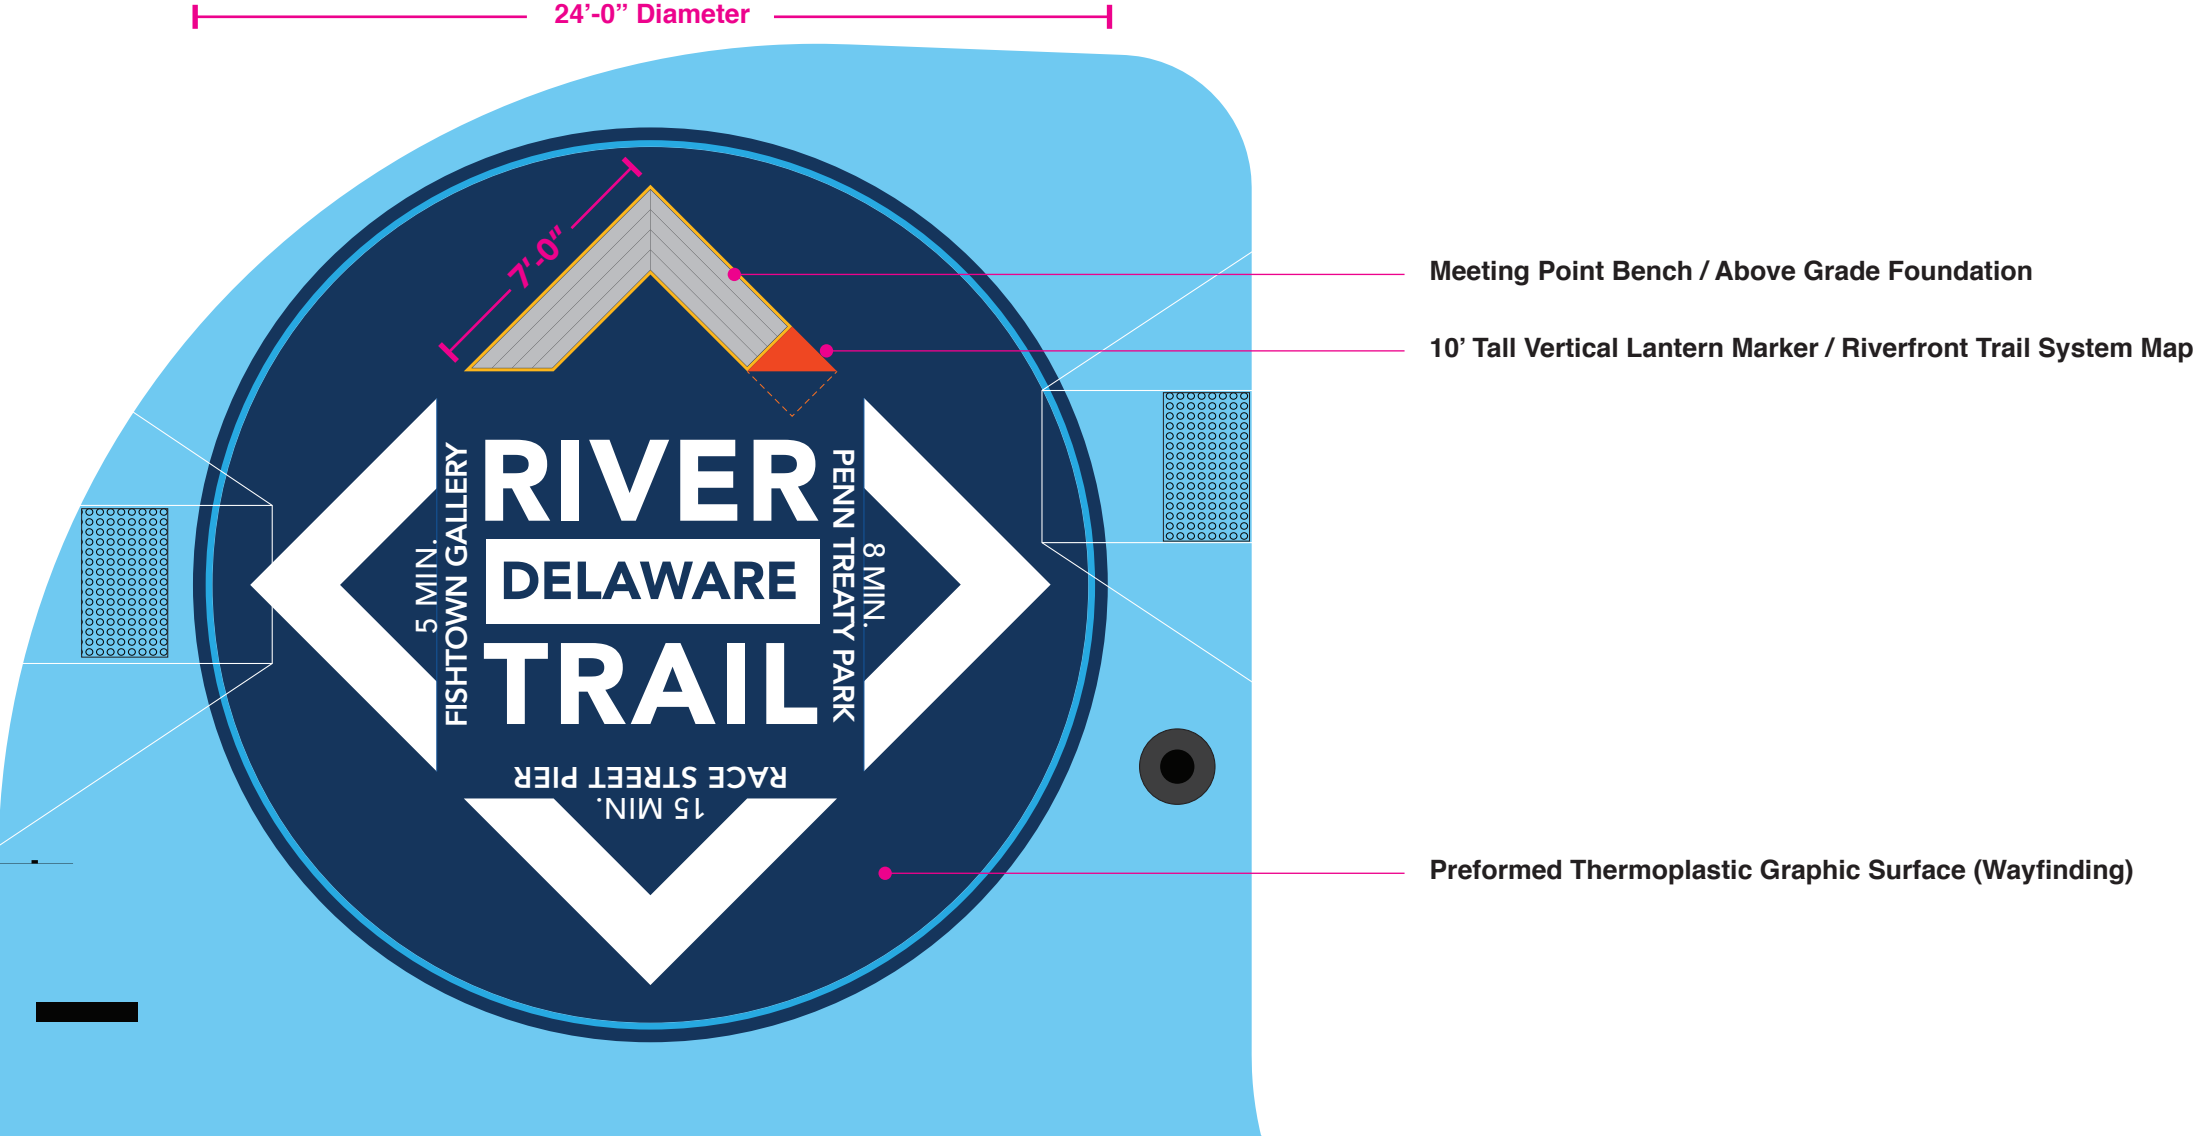 24’-0” Diameter
7’-0”
Meeting Point Bench / Above Grade Foundation
10’ Tall Vertical Lantern Marker / Riverfront Trail System Map
5 MIN.
FISHTOWN GALLERY
RIVER
DELAWARE
TRAIL
PENN TREATY PARK
8 MIN.
RACE STREET PIER
15 MIN.
Preformed Thermoplastic Graphic Surface (Wayfinding)